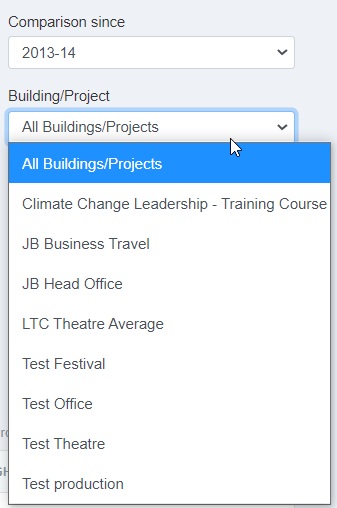 Comparison since
2013-14
Building/Project
All Buildings/Projects
All Buildings/Projects
Climate Change Leadership - Training Course
JB Business Travel
JB Head Office
LTC Theatre Average
Test Festival
Test Office
Test Theatre
Test production